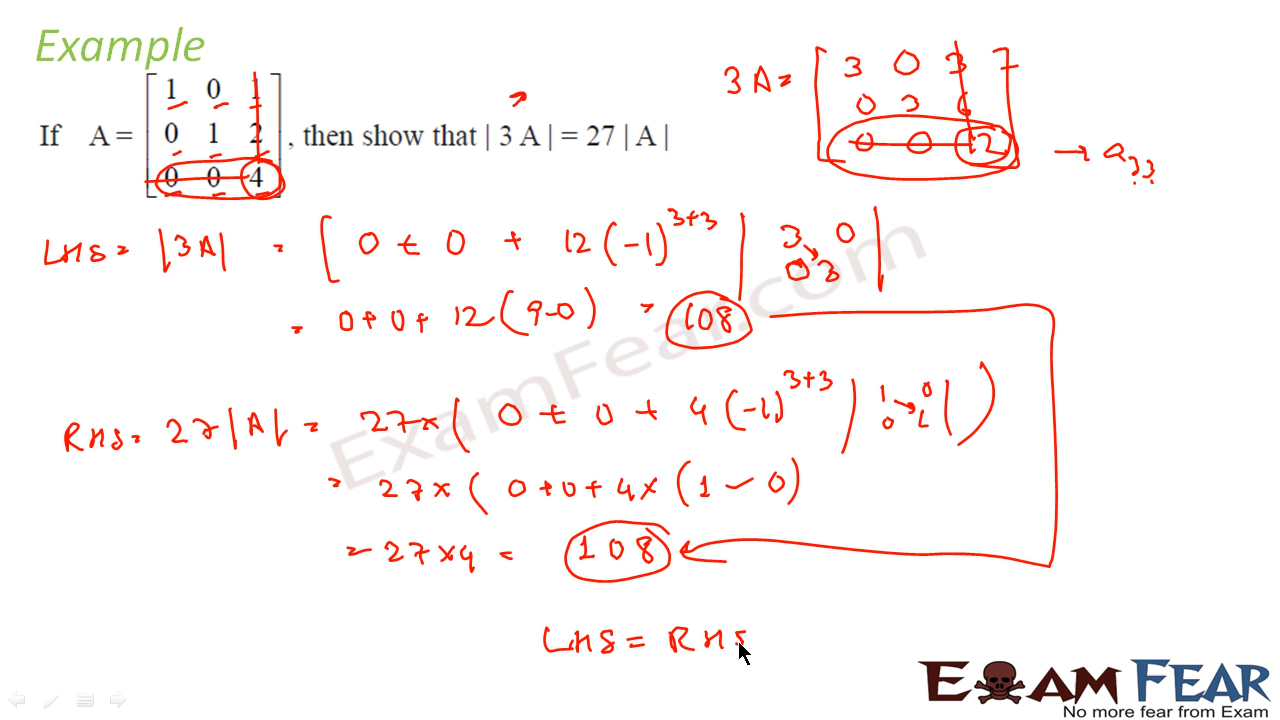 Example
If A = [ 1 0 1
0 1 2
0 0 4 ] , then show that | 3 A | = 27 | A |
3 A = [ 3 0 3 7
0 3 6
0 0 12 ] → a₃₃
LHS = |3A| = [ 0 + 0 + 12 (-1)³⁺³ | 3 0
0 3 |
= 0 + 0 + 12 ( 9-0 ) = 108
RHS = 27 |A| = 27 × ( 0 + 0 + 4 (-1)³⁺³ | 1 0
0 1 | )
= 27 × ( 0 + 0 + 4 × ( 1 - 0 )
= 27 × 4 = 108
LHS = RHS
ExamFear.com
EXAM FEAR
No more fear from Exam